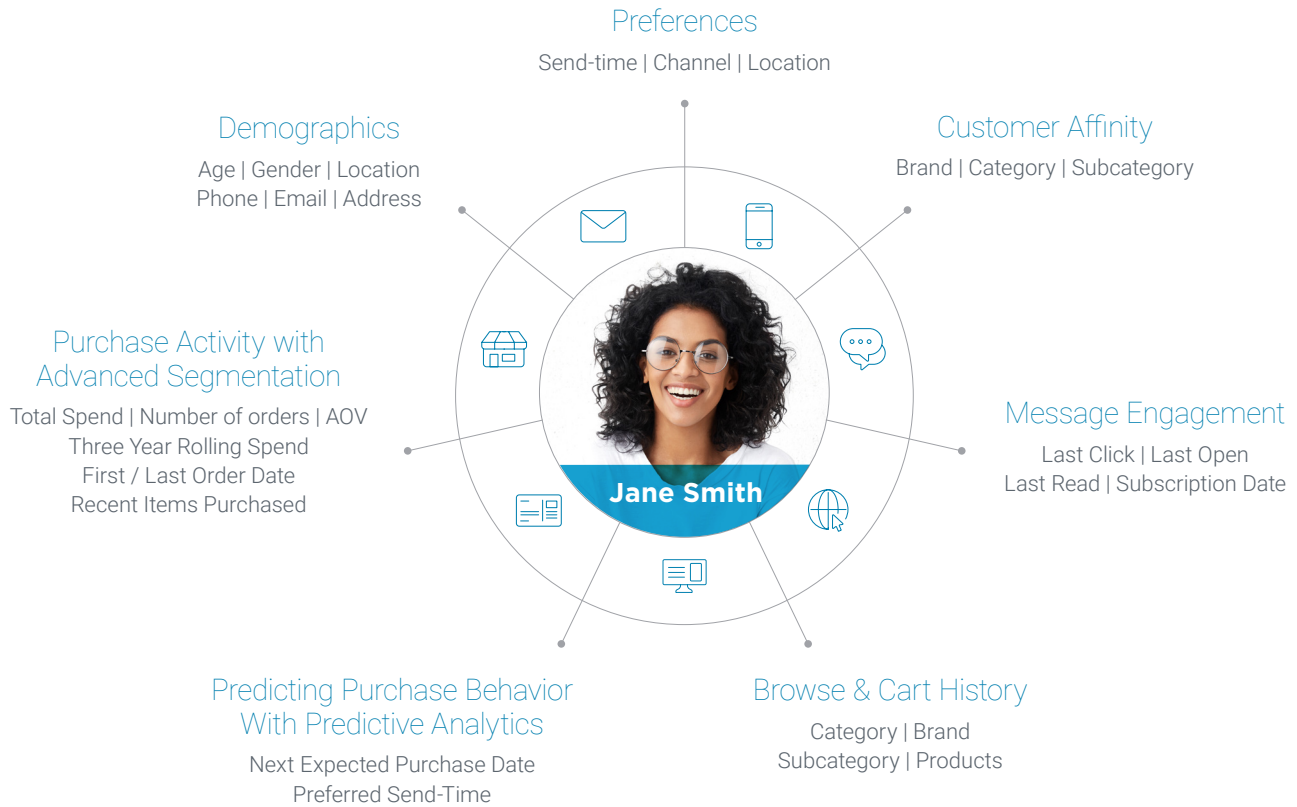 Preferences
Send-time | Channel | Location
Demographics
Age | Gender | Location
Phone | Email | Address
Customer Affinity
Brand | Category | Subcategory
Purchase Activity with
Advanced Segmentation
Total Spend | Number of orders | AOV
Three Year Rolling Spend
First / Last Order Date
Recent Items Purchased
Message Engagement
Last Click | Last Open
Last Read | Subscription Date
Jane Smith
Predicting Purchase Behavior
With Predictive Analytics
Next Expected Purchase Date
Preferred Send-Time
Browse & Cart History
Category | Brand
Subcategory | Products